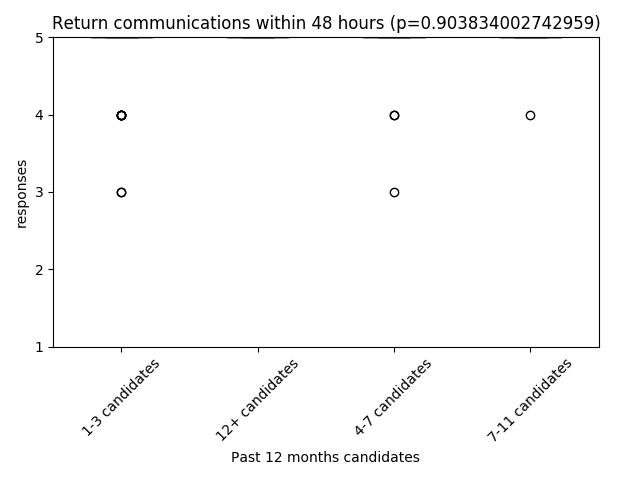 Return communications within 48 hours (p=0.903834002742959)
5
4
3
2
1
responses
1-3 candidates
12+ candidates
4-7 candidates
7-11 candidates
Past 12 months candidates